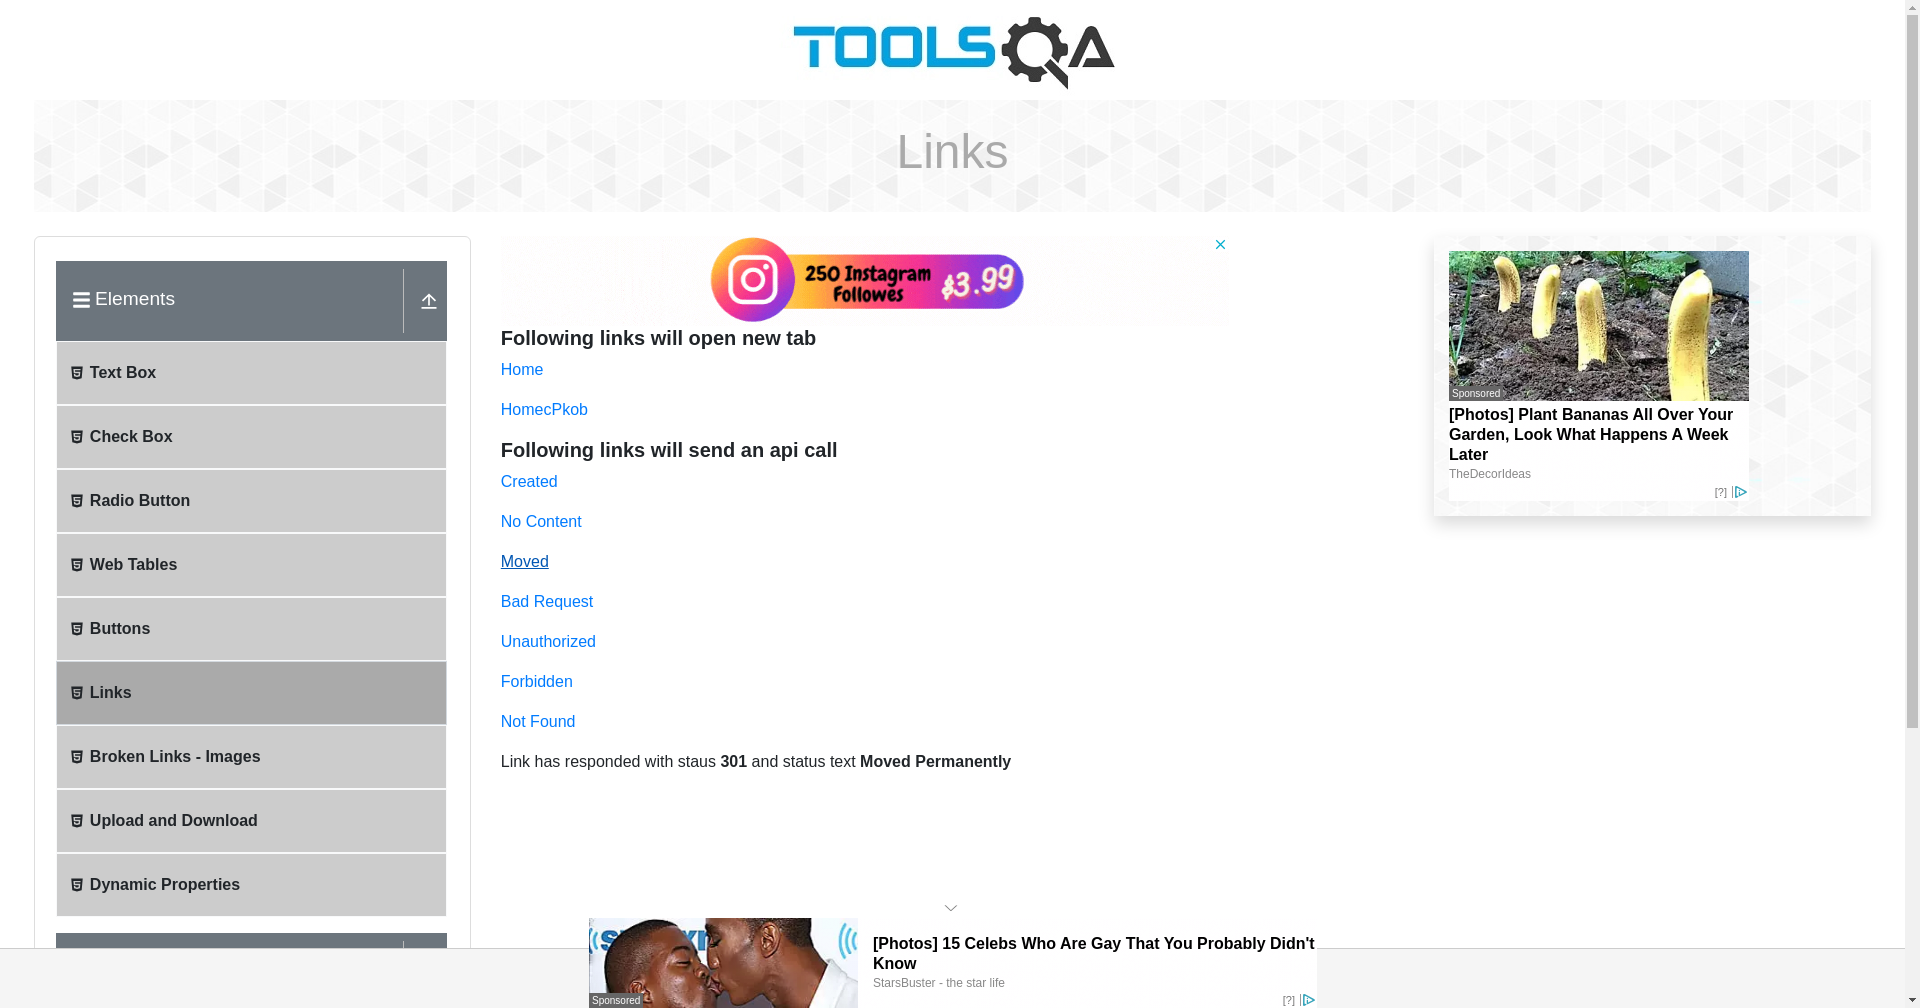 TOOLSQA
Links
Elements
Text Box
Check Box
Radio Button
Web Tables
Buttons
Links
Broken Links - Images
Upload and Download
Dynamic Properties
250 Instagram
Followes
$3.99
Following links will open new tab
Home
HomecPkob
Following links will send an api call
Created
No Content
Moved
Bad Request
Unauthorized
Forbidden
Not Found
Link has responded with staus 301 and status text Moved Permanently
Sponsored
[Photos] Plant Bananas All Over Your
Garden, Look What Happens A Week
Later
TheDecorIdeas
[?]
Sponsored
[Photos] 15 Celebs Who Are Gay That You Probably Didn't
Know
StarsBuster - the star life
[?]